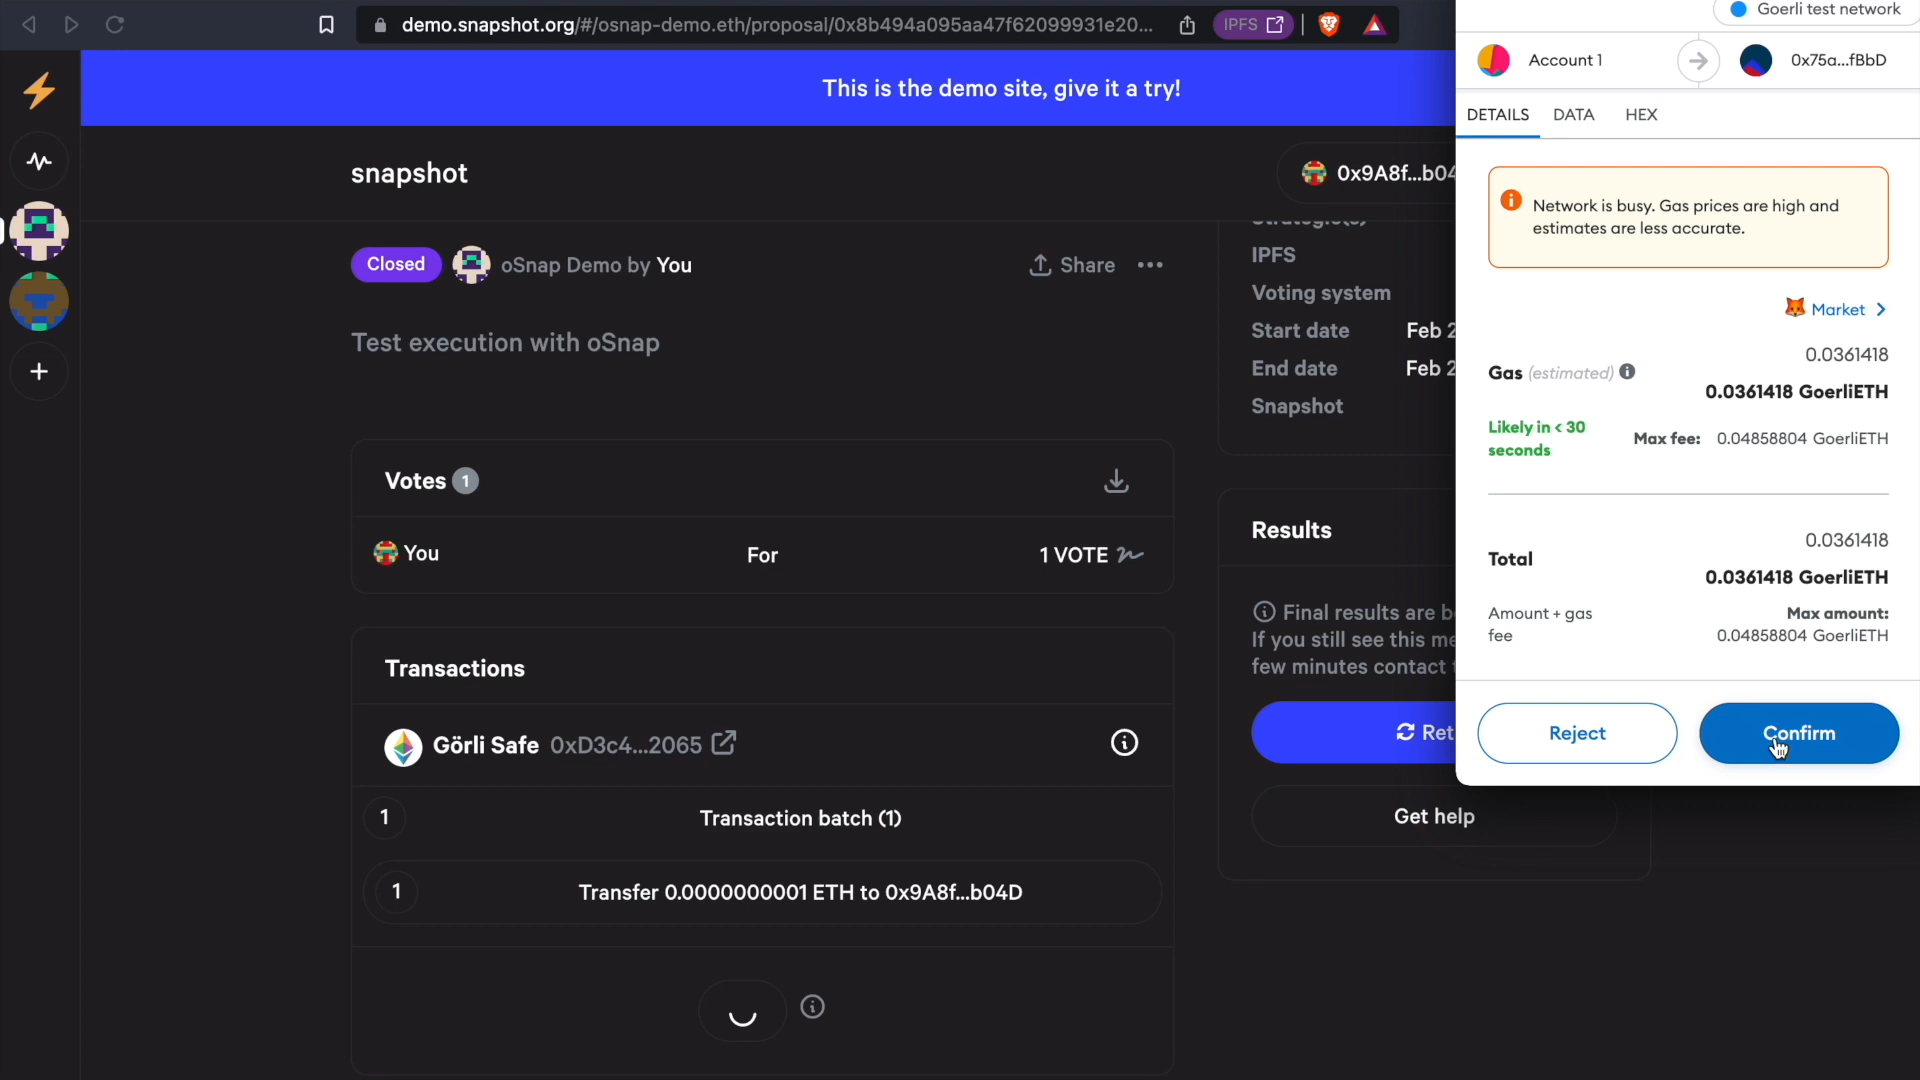 demo.snapshot.org/#/osnap-demo.eth/proposal/0x8b494a095aa47f62099931e20...
IPFS
This is the demo site, give it a try!
snapshot
0x9A8f...b04
Closed
oSnap Demo by You
Share
Test execution with oSnap
Votes 1
You
For
1 VOTE
Transactions
Görli Safe 0xD3c4...2065
1
Transaction batch (1)
1
Transfer 0.0000000001 ETH to 0x9A8f...b04D
Strategie(s)
IPFS
Voting system
Start date Feb 2
End date Feb 2
Snapshot
Results
Final results are b
If you still see this me
few minutes contact
Ret
Get help
Goerli test network
Account 1
0x75a...fBbD
DETAILS
DATA
HEX
Network is busy. Gas prices are high and
estimates are less accurate.
Market
0.0361418
Gas (estimated)
0.0361418 GoerliETH
Likely in < 30
seconds
Max fee: 0.04858804 GoerliETH
0.0361418
Total
0.0361418 GoerliETH
Amount + gas
fee
Max amount:
0.04858804 GoerliETH
Reject
Confirm